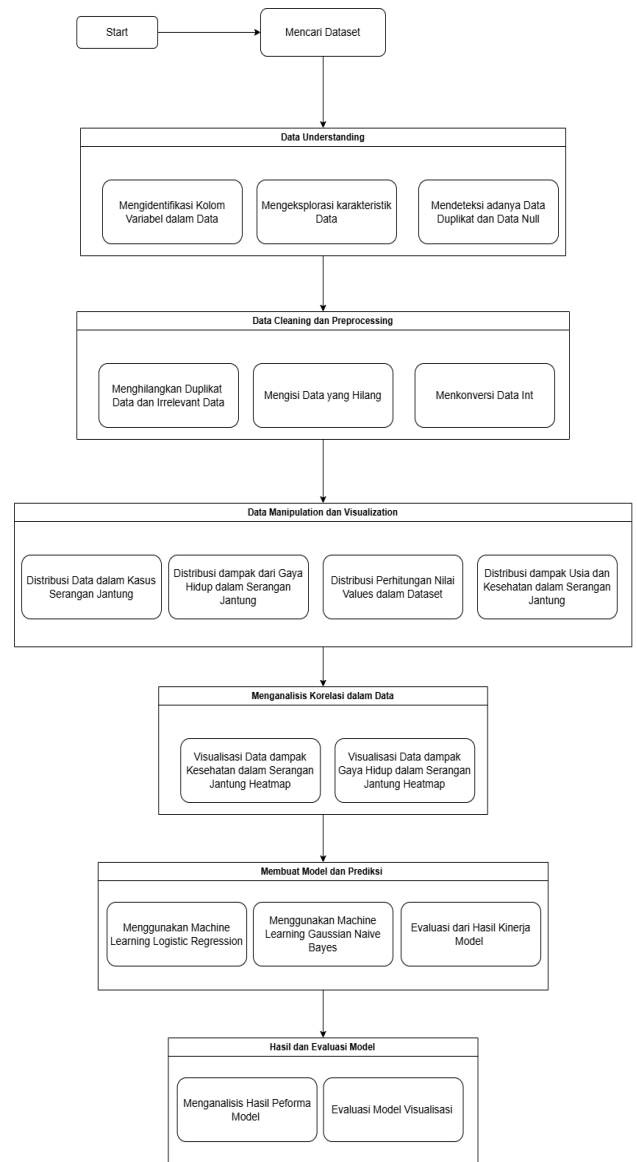 Start
Mencari Dataset
Data Understanding
Mengidentifikasi Kolom
Variabel dalam Data
Mengeksplorasi karakteristik
Data
Mendeteksi adanya Data
Duplikat dan Data Null
Data Cleaning dan Preprocessing
Menghilangkan Duplikat
Data dan Irrelevant Data
Mengisi Data yang Hilang
Menkonversi Data Int
Data Manipulation dan Visualization
Distribusi Data dalam Kasus
Serangan Jantung
Distribusi dampak dari Gaya
Hidup dalam Serangan
Jantung
Distribusi Perhitungan Nilai
Values dalam Dataset
Distribusi dampak Usia dan
Kesehatan dalam Serangan
Jantung
Menganalisis Korelasi dalam Data
Visualisasi Data dampak
Kesehatan dalam Serangan
Jantung Heatmap
Visualisasi Data dampak
Gaya Hidup dalam Serangan
Jantung Heatmap
Membuat Model dan Prediksi
Menggunakan Machine
Learning Logistic Regression
Menggunakan Machine
Learning Gaussian Naive
Bayes
Evaluasi dari Hasil Kinerja
Model
Hasil dan Evaluasi Model
Menganalisis Hasil Peforma
Model
Evaluasi Model Visualisasi